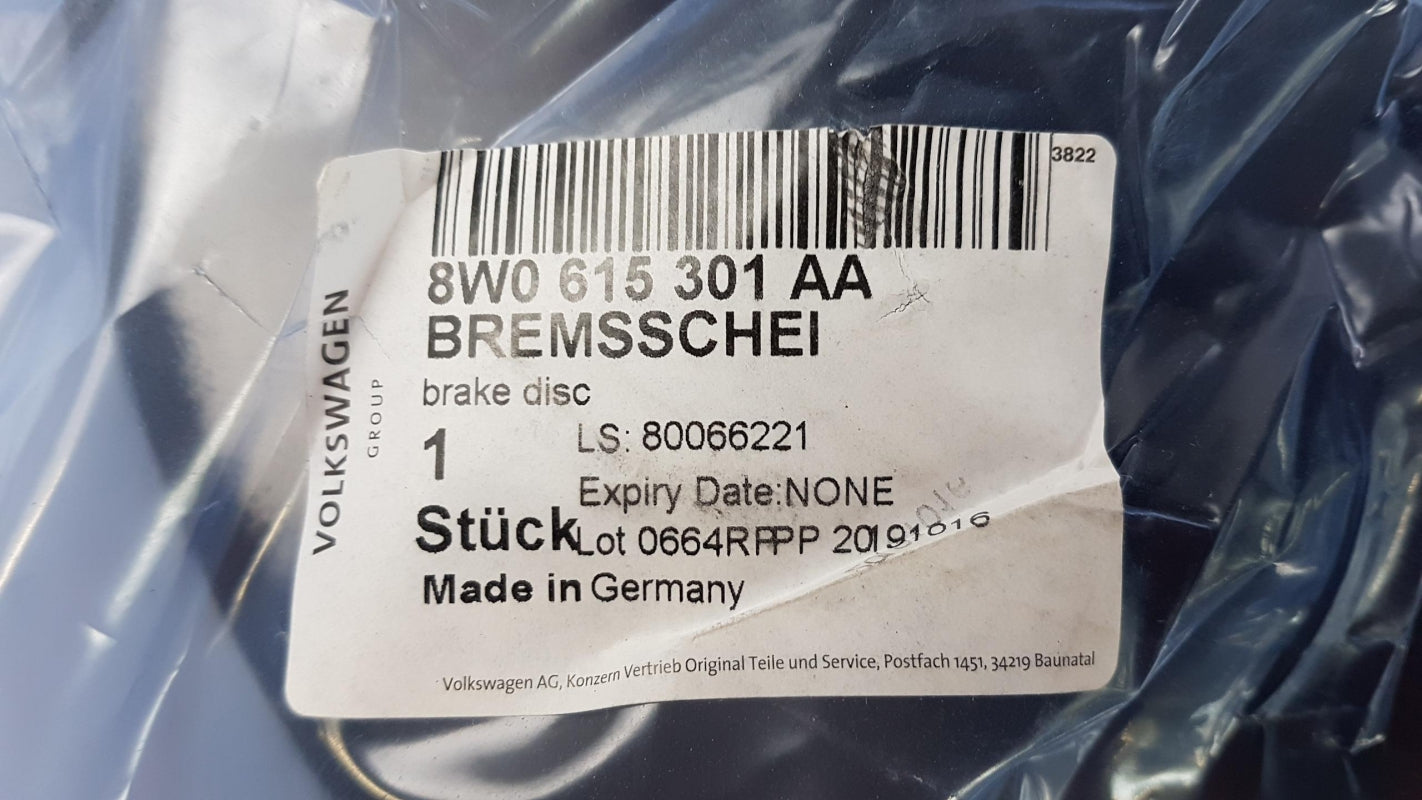 3822
8W0 615 301 AA
BREMSSCHEI
brake disc
1
LS: 80066221
Expiry Date:NONE
Stück
Lot 0664RPPP 20191016
Made in Germany
Volkswagen AG, Konzern Vertrieb Original Teile und Service, Postfach 1451, 34219 Baunatal
VOLKSWAGEN
GROUP